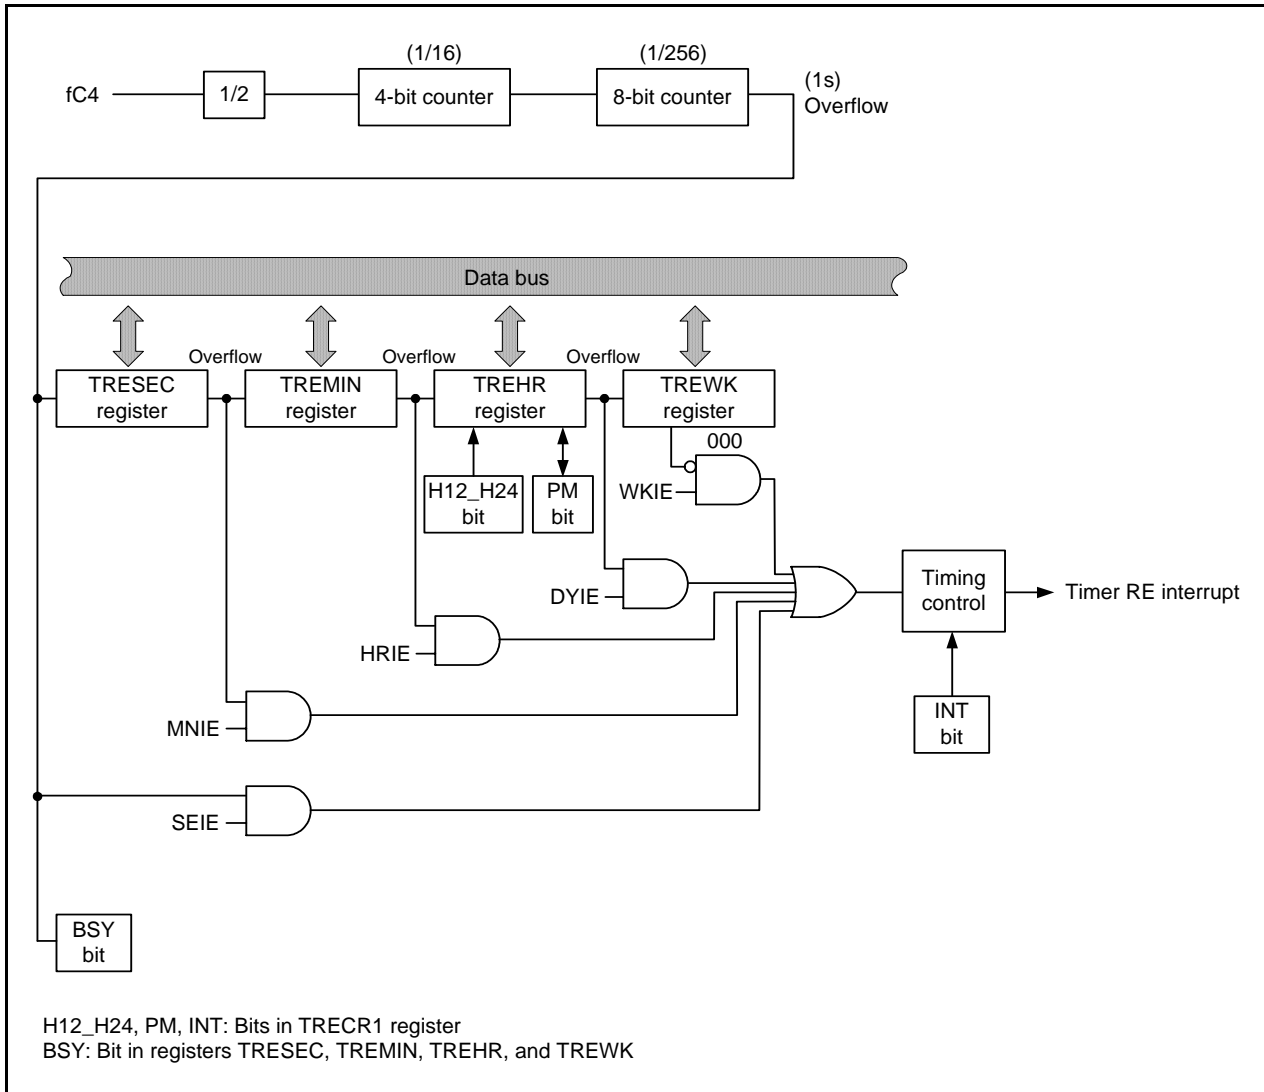 (1/16)
(1/256)
fC4
1/2
4-bit counter
8-bit counter
(1s)
Overflow
Data bus
Overflow
Overflow
Overflow
TRESEC
register
TREMIN
register
TREHR
register
TREWK
register
000
H12_H24
bit
PM
bit
WKIE
DYIE
Timing
control
Timer RE interrupt
HRIE
INT
bit
MNIE
SEIE
BSY
bit
H12_H24, PM, INT: Bits in TRECR1 register
BSY: Bit in registers TRESEC, TREMIN, TREHR, and TREWK